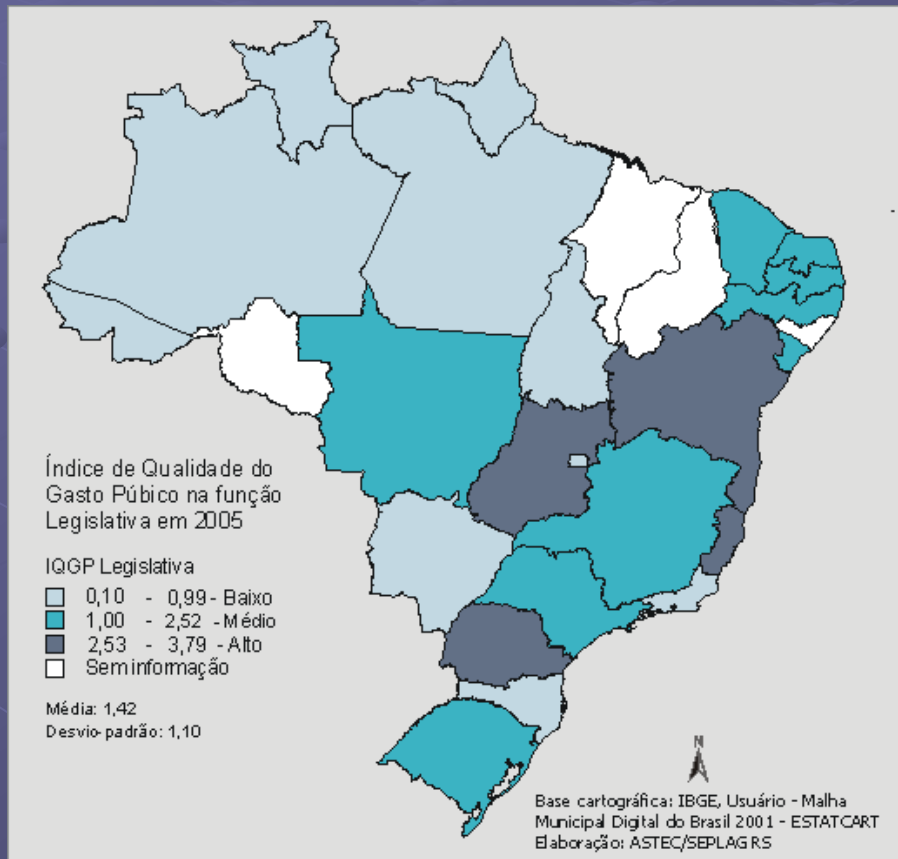 Índice de Qualidade do
Gasto Púbico na função
Legislativa em 2005
IQGP Legislativa
0,10 - 0,99 - Baixo
1,00 - 2,52 - Médio
2,53 - 3,79 - Alto
Sem informação
Média: 1,42
Desvio-padrão: 1,10
N
Base cartográfica: IBGE, Usuário - Malha
Municipal Digital do Brasil 2001 - ESTATCART
Elaboração: ASTEC/SEPLAG RS